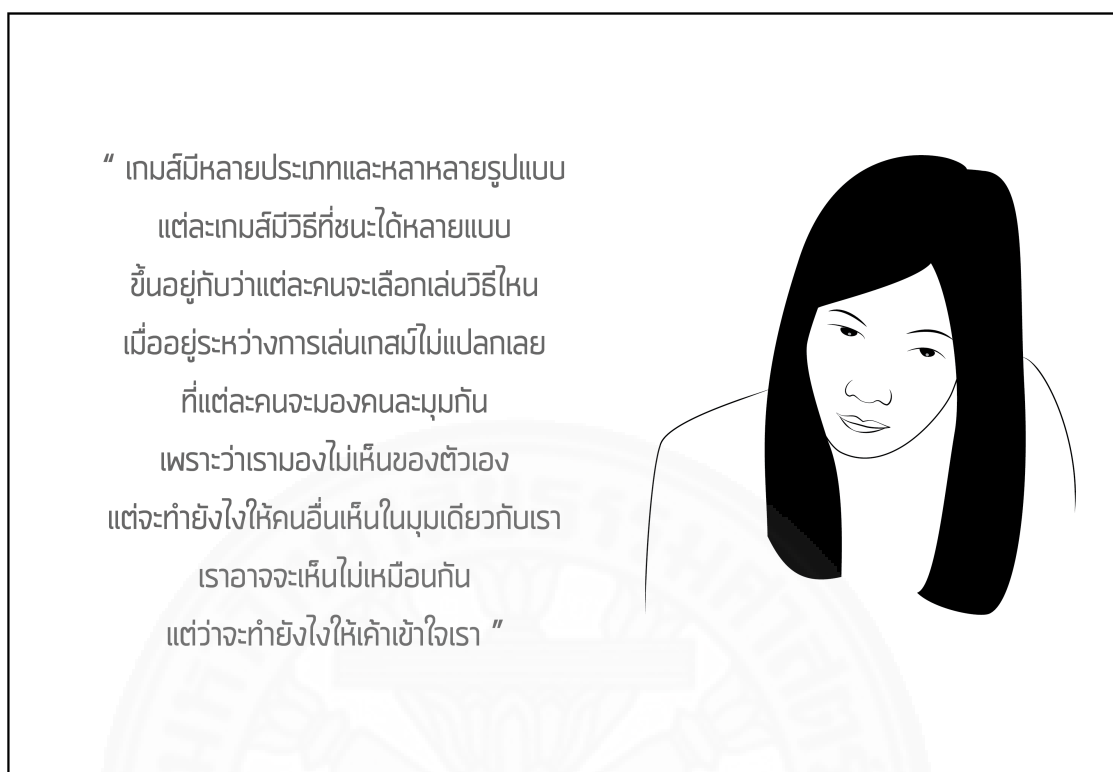 “ เกมส์มีหลายประเภทและหลาหลายรูปแบบ
แต่ละเกมส์มีวิธีที่ชนะได้หลายแบบ
ขึ้นอยู่กับว่าแต่ละคนจะเลือกเล่นวิธีไหน
เมื่ออยู่ระหว่างการเล่นเกสม์ไม่แปลกเลย
ที่แต่ละคนจะมองคนละมุมกัน
เพราะว่าเรามองไม่เห็นของตัวเอง
แต่จะทำยังไงให้คนอื่นเห็นในมุมเดียวกับเรา
เราอาจจะเห็นไม่เหมือนกัน
แต่ว่าจะทำยังไงให้เค้าเข้าใจเรา ”